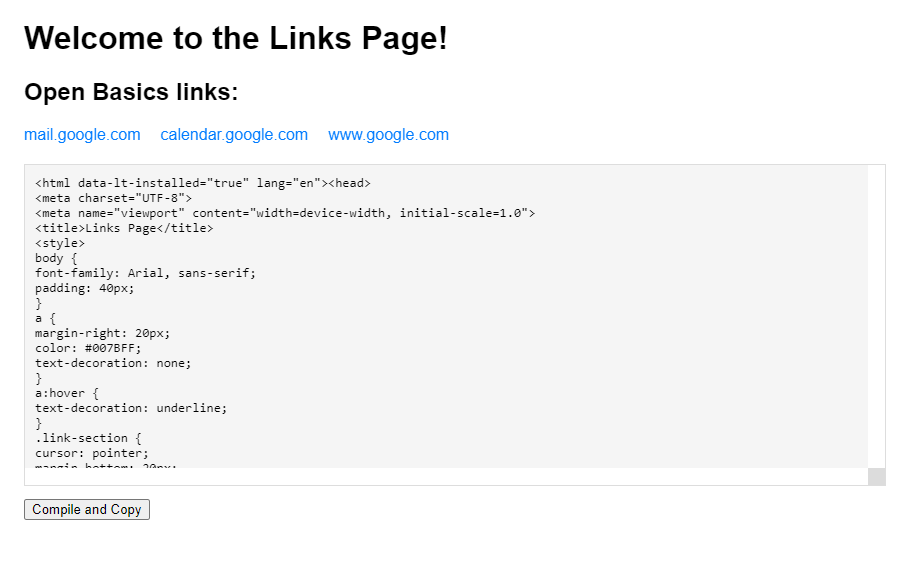 Welcome to the Links Page!
Open Basics links:
mail.google.com calendar.google.com www.google.com
<html data-lt-installed="true" lang="en"><head>
<meta charset="UTF-8">
<meta name="viewport" content="width=device-width, initial-scale=1.0">
<title>Links Page</title>
<style>
body {
font-family: Arial, sans-serif;
padding: 40px;
}
a {
margin-right: 20px;
color: #007BFF;
text-decoration: none;
}
a:hover {
text-decoration: underline;
}
.link-section {
cursor: pointer;
margin-bottom: 20px;
Compile and Copy